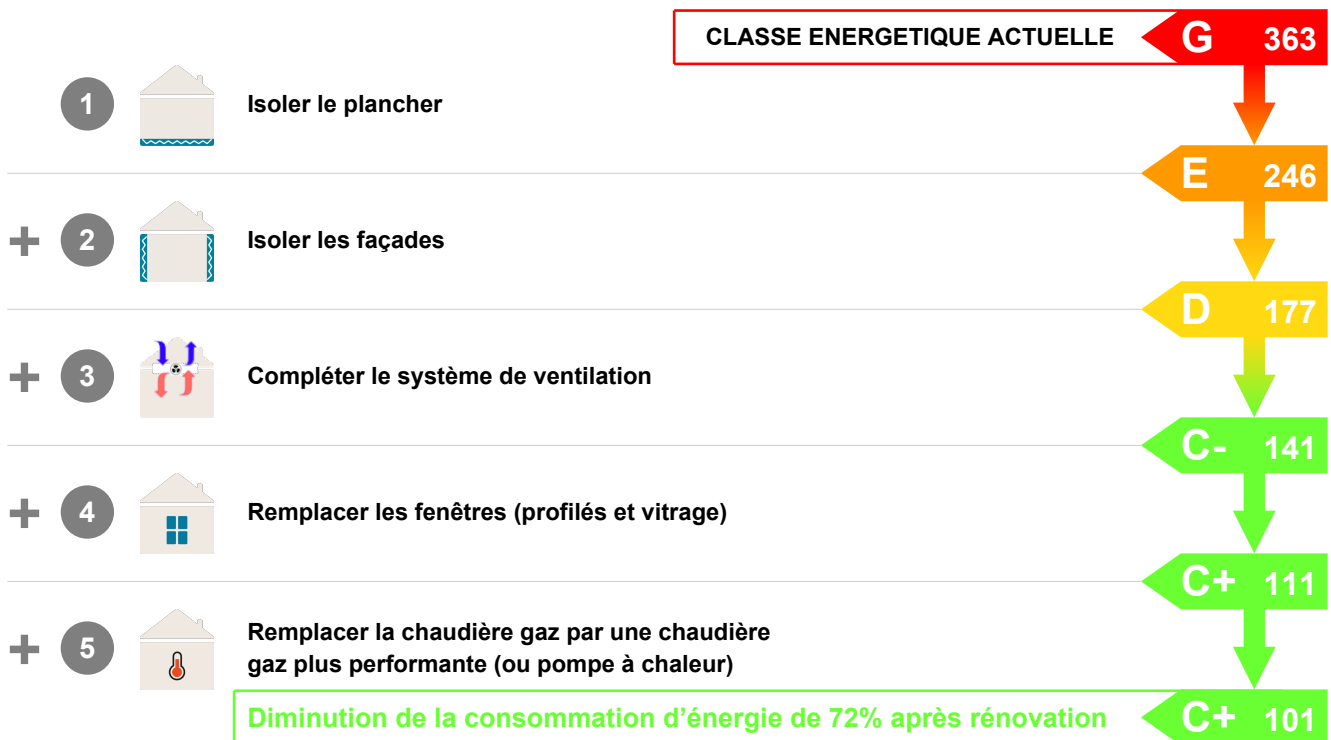 CLASSE ENERGETIQUE ACTUELLE G 363
1 Isoler le plancher
E 246
+ 2 Isoler les façades
D 177
+ 3 Compléter le système de ventilation
C- 141
+ 4 Remplacer les fenêtres (profilés et vitrage)
C+ 111
+ 5 Remplacer la chaudière gaz par une chaudière
gaz plus performante (ou pompe à chaleur)
Diminution de la consommation d’énergie de 72% après rénovation C+ 101